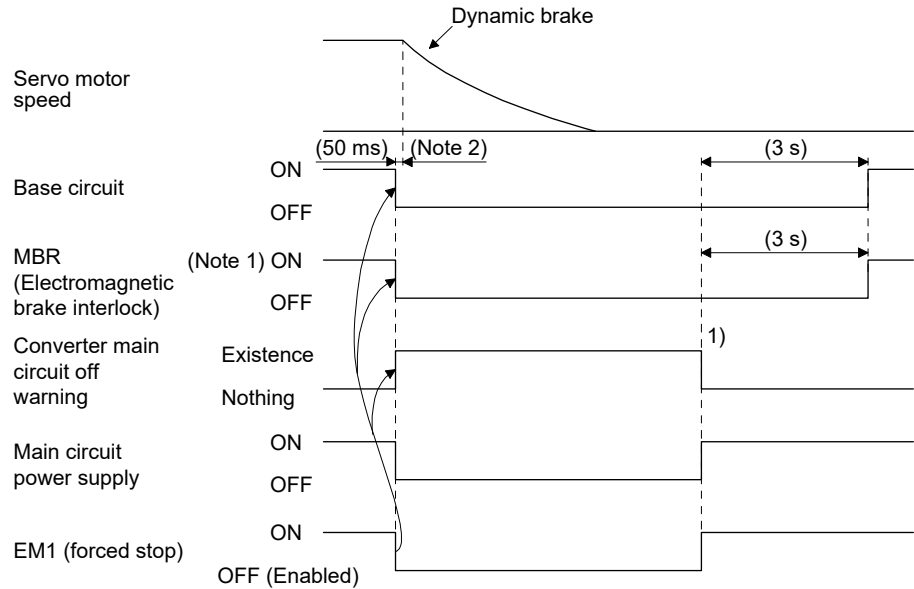 Dynamic brake
Servo motor
speed
(50 ms)
(Note 2)
(3 s)
Base circuit
ON
OFF
(3 s)
MBR
(Electromagnetic
brake interlock)
(Note 1) ON
OFF
1)
Converter main
circuit off
warning
Existence
Nothing
Main circuit
power supply
ON
OFF
EM1 (forced stop)
ON
OFF (Enabled)